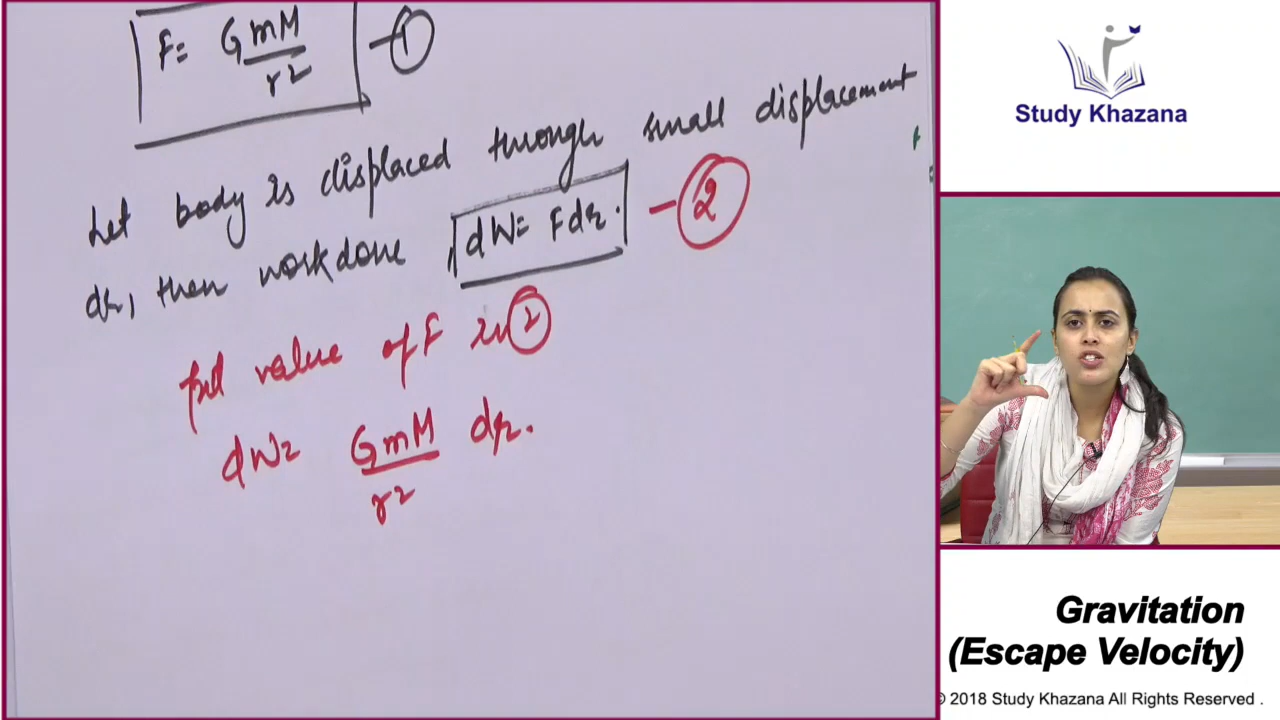 F= GmM/r2 -①
Let body is displaced through small displacement
dr, then workdone dW= Fdr. -②
put value of F in ②
dW= GmM/r2 dr.
Study Khazana
Gravitation
(Escape Velocity)
© 2018 Study Khazana All Rights Reserved .